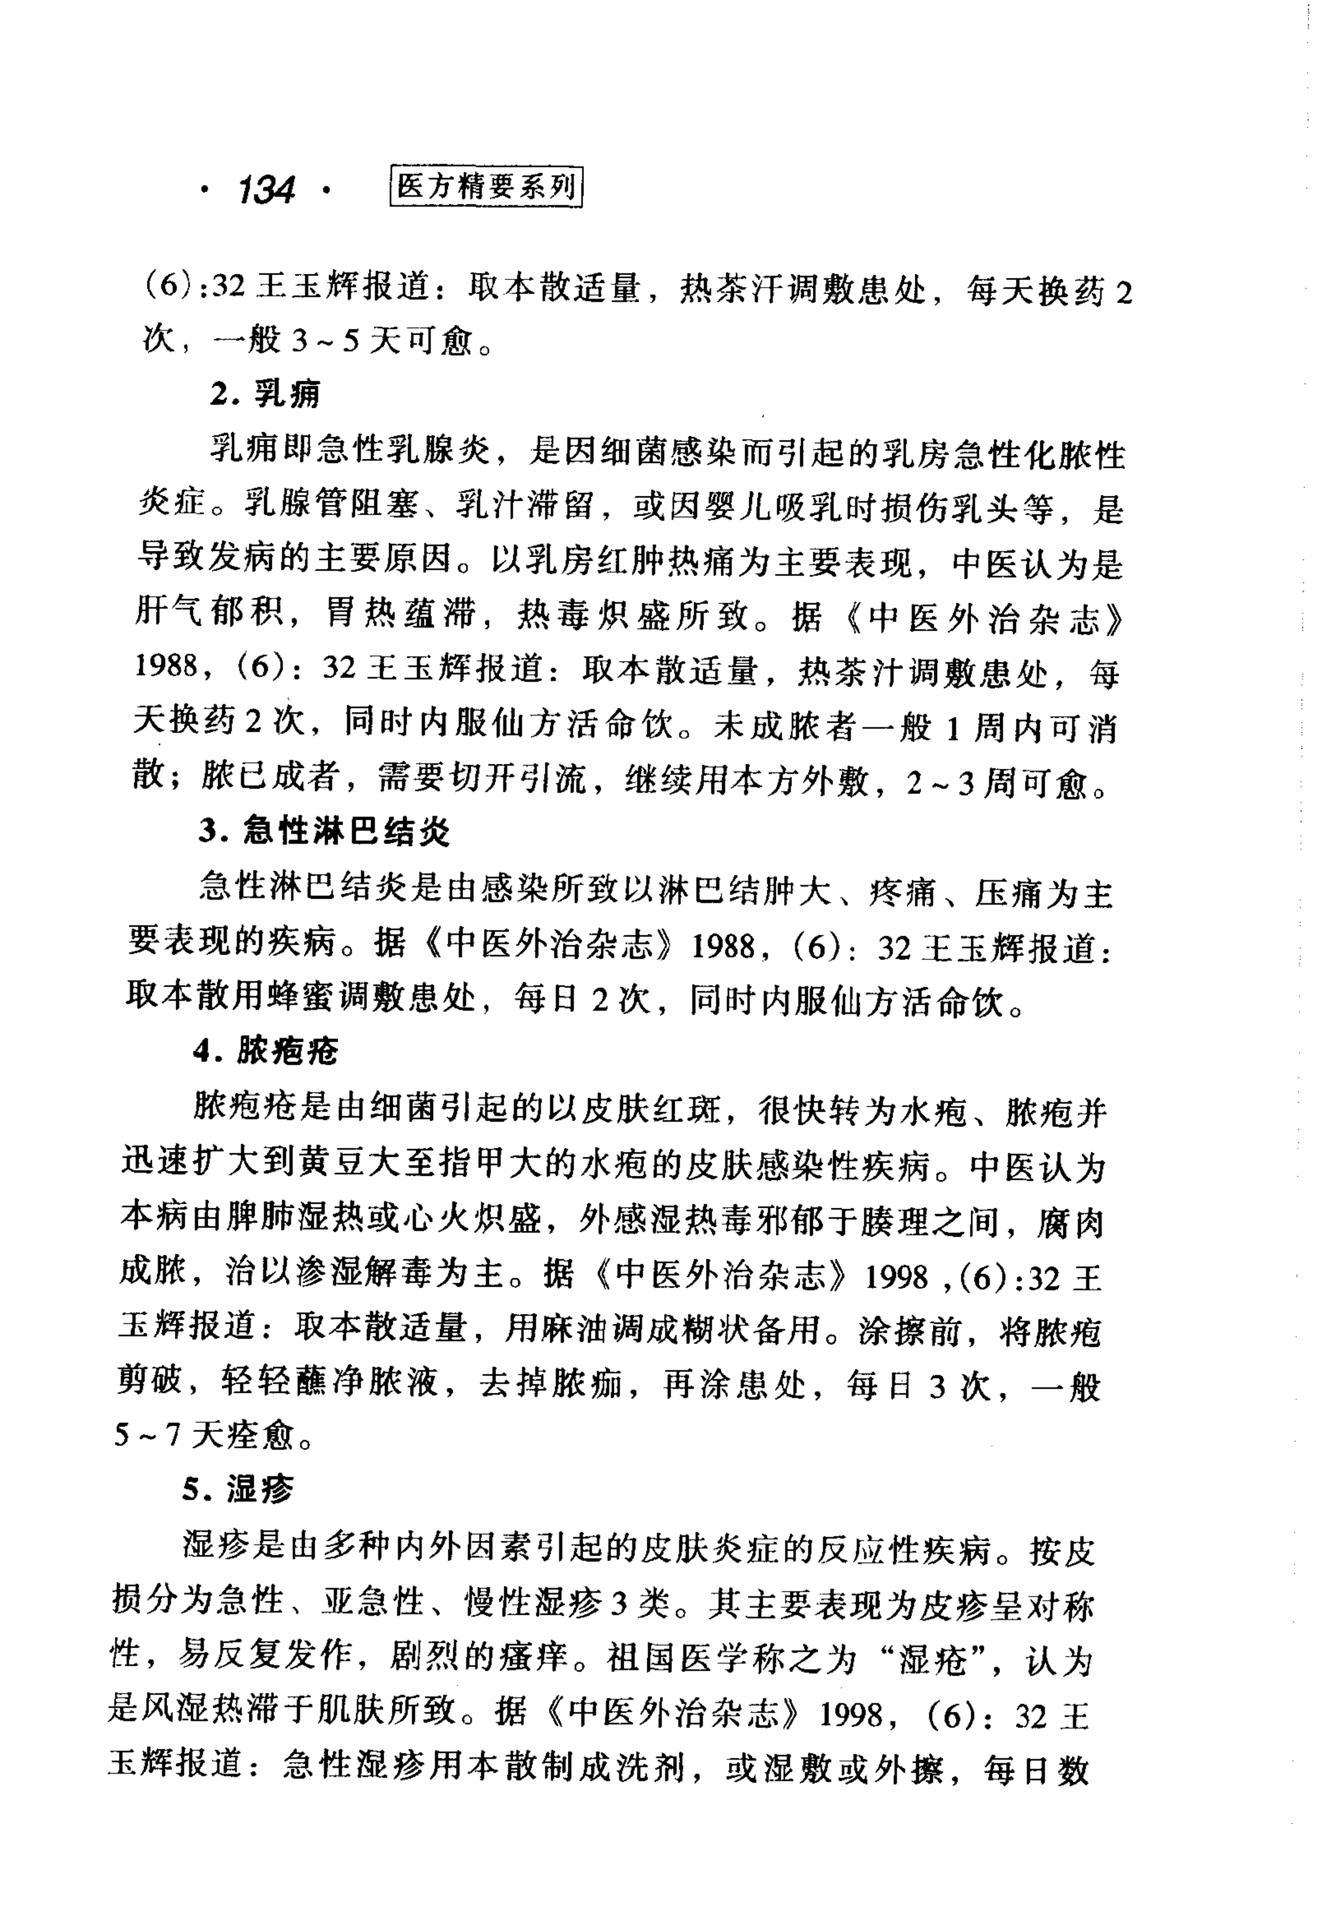 · 134 · 医方精要系列
(6):32 王玉辉报道：取本散适量，热茶汗调敷患处，每天换药 2
次，一般 3～5 天可愈。
2. 乳痈
乳痈即急性乳腺炎，是因细菌感染而引起的乳房急性化脓性
炎症。乳腺管阻塞、乳汁滞留，或因婴儿吸乳时损伤乳头等，是
导致发病的主要原因。以乳房红肿热痛为主要表现，中医认为是
肝气郁积，胃热蕴滞，热毒炽盛所致。据《中医外治杂志》
1988，(6)：32 王玉辉报道：取本散适量，热茶汁调敷患处，每
天换药 2 次，同时内服仙方活命饮。未成脓者一般 1 周内可消
散；脓已成者，需要切开引流，继续用本方外敷，2～3 周可愈。
3. 急性淋巴结炎
急性淋巴结炎是由感染所致以淋巴结肿大、疼痛、压痛为主
要表现的疾病。据《中医外治杂志》1988，(6)：32 王玉辉报道：
取本散用蜂蜜调敷患处，每日 2 次，同时内服仙方活命饮。
4. 脓疱疮
脓疱疮是由细菌引起的以皮肤红斑，很快转为水疱、脓疱并
迅速扩大到黄豆大至指甲大的水疱的皮肤感染性疾病。中医认为
本病由脾肺湿热或心火炽盛，外感湿热毒邪郁于腠理之间，腐肉
成脓，治以渗湿解毒为主。据《中医外治杂志》1998 ,(6):32 王
玉辉报道：取本散适量，用麻油调成糊状备用。涂擦前，将脓疱
剪破，轻轻蘸净脓液，去掉脓痂，再涂患处，每日 3 次，一般
5～7 天痊愈。
5. 湿疹
湿疹是由多种内外因素引起的皮肤炎症的反应性疾病。按皮
损分为急性、亚急性、慢性湿疹 3 类。其主要表现为皮疹呈对称
性，易反复发作，剧烈的瘙痒。祖国医学称之为“湿疮”，认为
是风湿热滞于肌肤所致。据《中医外治杂志》1998，(6)：32 王
玉辉报道：急性湿疹用本散制成洗剂，或湿敷或外擦，每日数